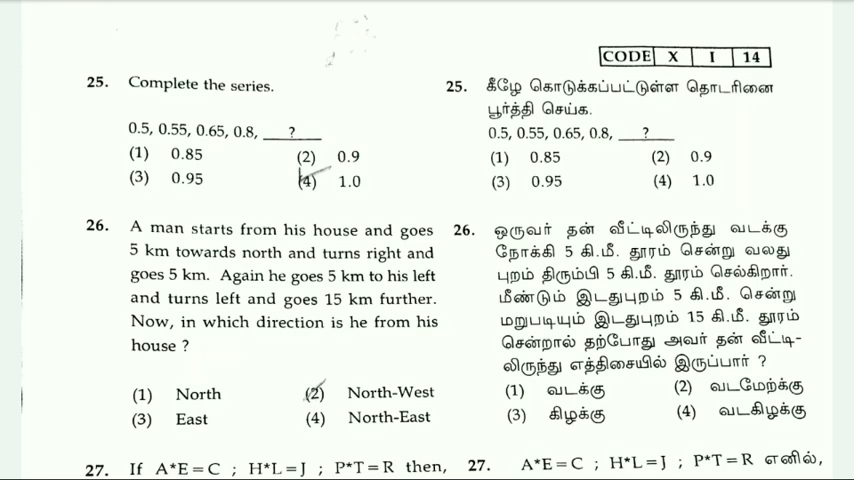 CODE X I 14
25. Complete the series.
0.5, 0.55, 0.65, 0.8, ?
(1) 0.85 (2) 0.9
(3) 0.95 (4) 1.0
26. A man starts from his house and goes
5 km towards north and turns right and
goes 5 km. Again he goes 5 km to his left
and turns left and goes 15 km further.
Now, in which direction is he from his
house ?
(1) North (2) North-West
(3) East (4) North-East
27. If A*E=C ; H*L=J ; P*T=R then,
25. கீழே கொடுக்கப்பட்டுள்ள தொடரினை
பூர்த்தி செய்க.
0.5, 0.55, 0.65, 0.8, ?
(1) 0.85 (2) 0.9
(3) 0.95 (4) 1.0
26. ஒருவர் தன் வீட்டிலிருந்து வடக்கு
நோக்கி 5 கி.மீ. தூரம் சென்று வலது
புறம் திரும்பி 5 கி.மீ. தூரம் செல்கிறார்.
மீண்டும் இடதுபுறம் 5 கி.மீ. சென்று
மறுபடியும் இடதுபுறம் 15 கி.மீ. தூரம்
சென்றால் தற்போது அவர் தன் வீட்டி-
லிருந்து எத்திசையில் இருப்பார் ?
(1) வடக்கு (2) வடமேற்க்கு
(3) கிழக்கு (4) வடகிழக்கு
27. A*E=C ; H*L=J ; P*T=R எனில்,